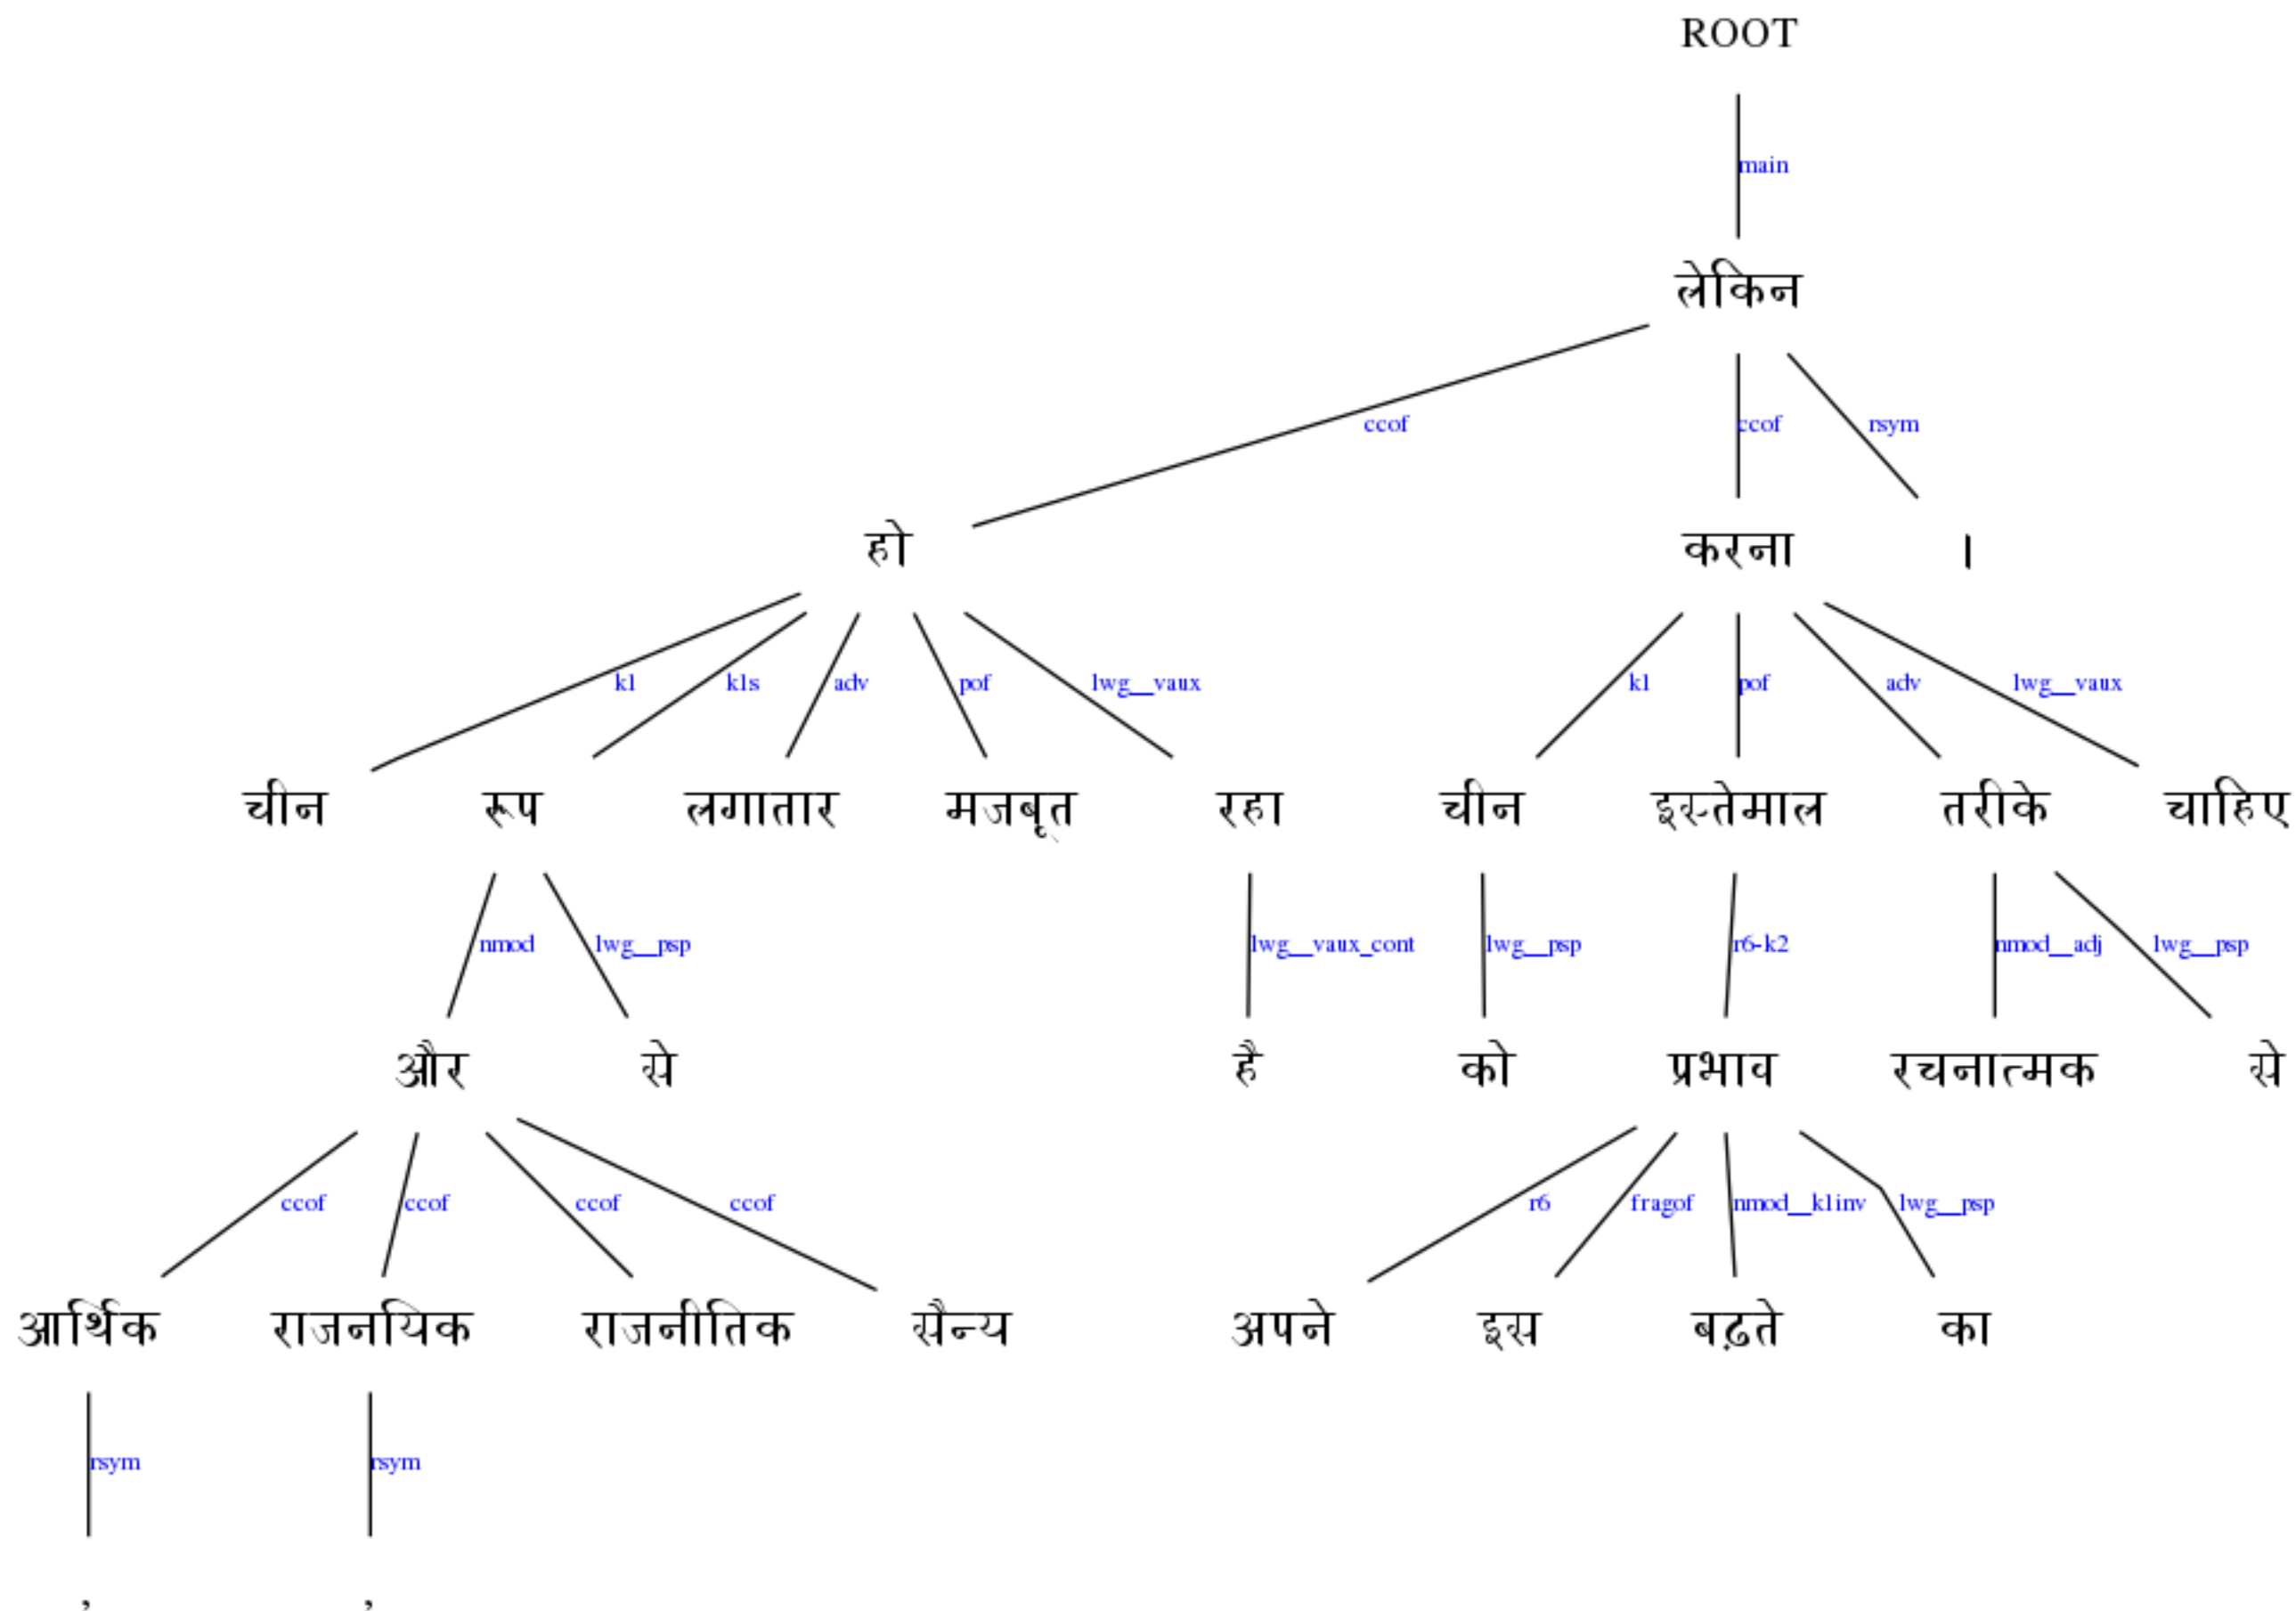 ROOT
main
लेकिन
ccof ccof rsym
हो करना ।
k1 k1s adv pof lwg__vaux k1 pof adv lwg__vaux
चीन रूप लगातार मजबूत रहा चीन इस्तेमाल तरीके चाहिए
nmod lwg__psp lwg__vaux_cont lwg__psp r6-k2 nmod__adj lwg__psp
और से है को प्रभाव रचनात्मक से
ccof ccof ccof ccof r6 fragof nmod__k1inv lwg__psp
आर्थिक राजनयिक राजनीतिक सैन्य अपने इस बढ़ते का
rsym rsym
, ,